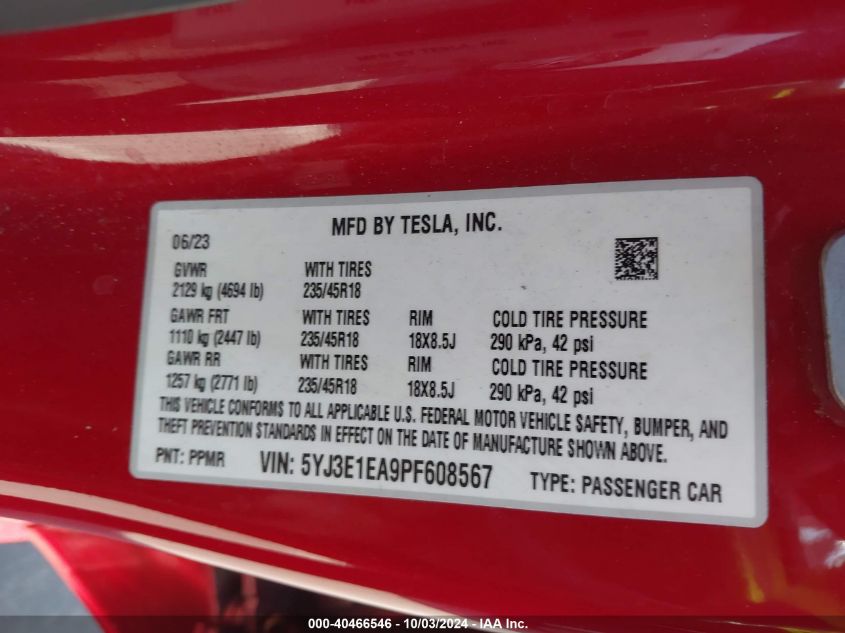 MFD BY TESLA, INC.
06/23
GVWR WITH TIRES
2129 kg (4694 lb) 235/45R18
GAWR FRT WITH TIRES RIM COLD TIRE PRESSURE
1110 kg (2447 lb) 235/45R18 18X8.5J 290 kPa, 42 psi
GAWR RR WITH TIRES RIM COLD TIRE PRESSURE
1257 kg (2771 lb) 235/45R18 18X8.5J 290 kPa, 42 psi
THIS VEHICLE CONFORMS TO ALL APPLICABLE U.S. FEDERAL MOTOR VEHICLE SAFETY, BUMPER, AND
THEFT PREVENTION STANDARDS IN EFFECT ON THE DATE OF MANUFACTURE SHOWN ABOVE.
PNT: PPMR VIN: 5YJ3E1EA9PF608567 TYPE: PASSENGER CAR
000-40466546 - 10/03/2024 - IAA Inc.